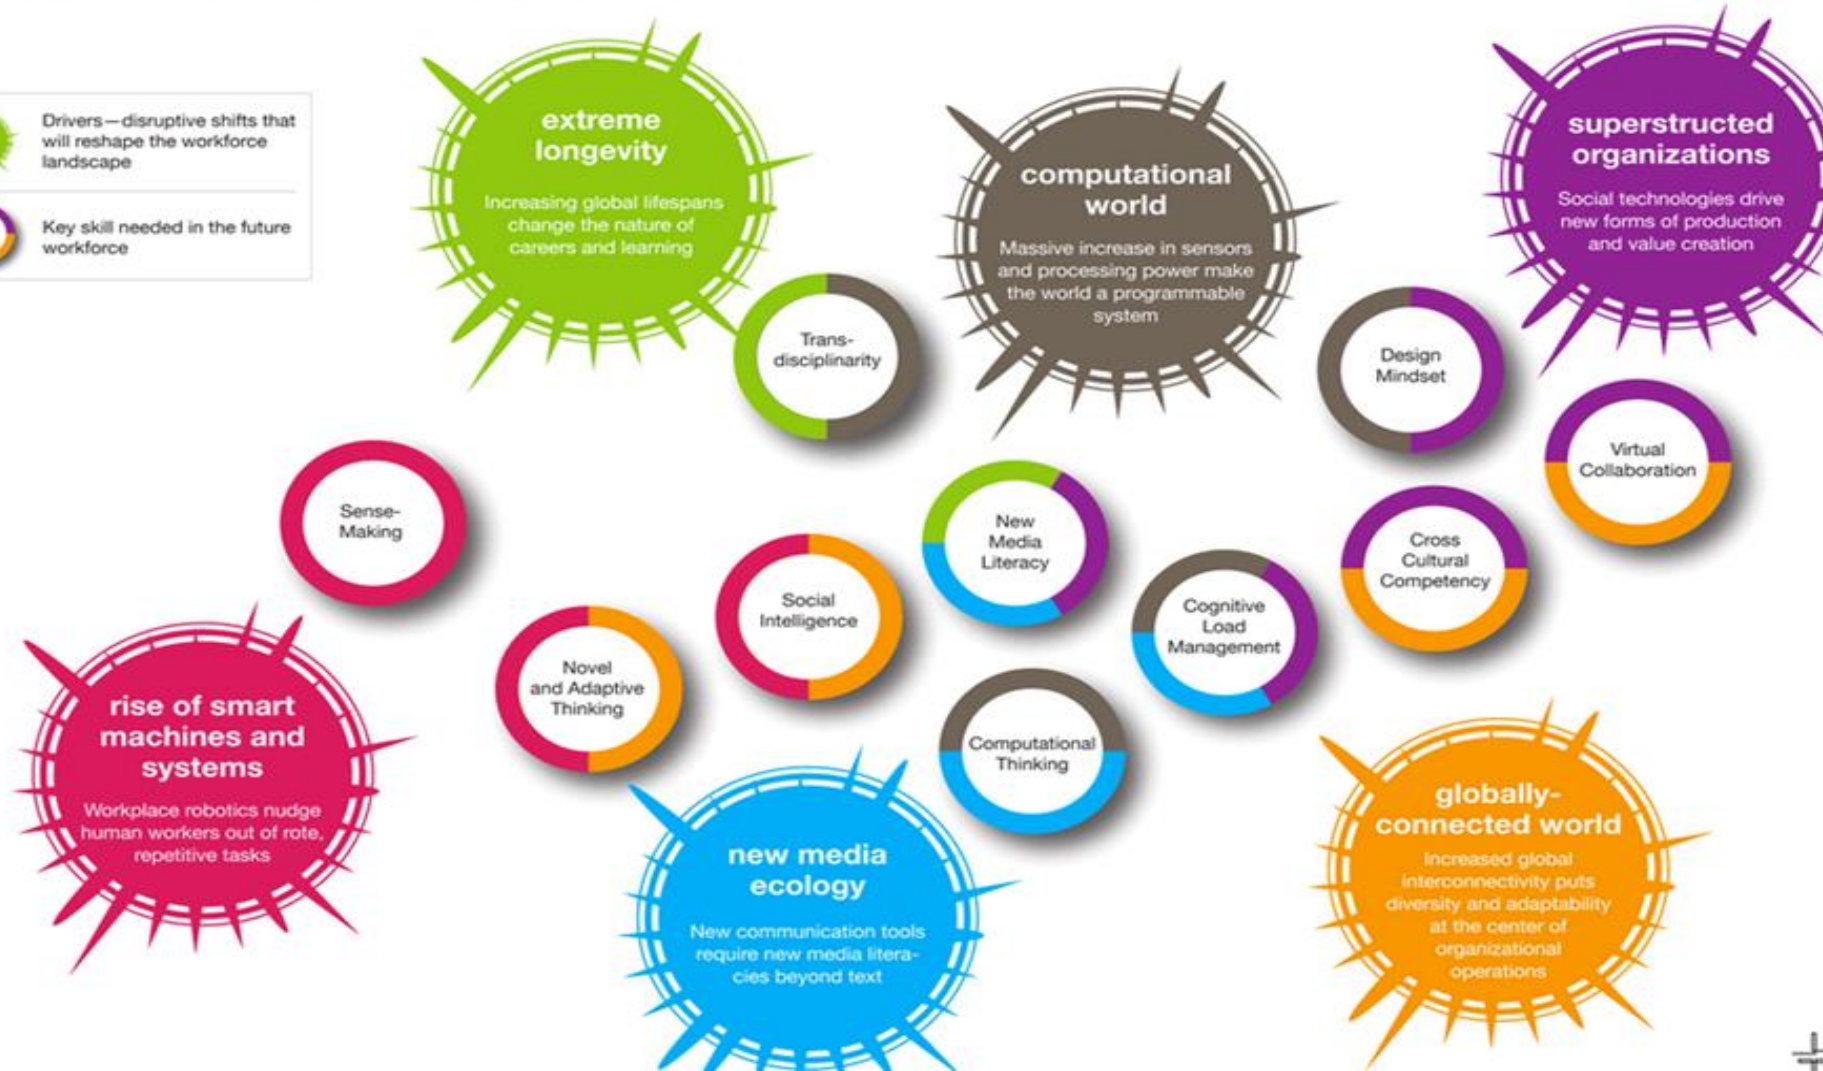 Drivers—disruptive shifts that
will reshape the workforce
landscape
Key skill needed in the future
workforce
extreme
longevity
Increasing global lifespans
change the nature of
careers and learning
computational
world
Massive increase in sensors
and processing power make
the world a programmable
system
superstructed
organizations
Social technologies drive
new forms of production
and value creation
Trans-
disciplinarity
Design
Mindset
Virtual
Collaboration
Sense-
Making
New
Media
Literacy
Cross
Cultural
Competency
Social
Intelligence
Cognitive
Load
Management
Novel
and Adaptive
Thinking
Computational
Thinking
rise of smart
machines and
systems
Workplace robotics nudge
human workers out of rote,
repetitive tasks
new media
ecology
New communication tools
require new media litera-
cies beyond text
globally-
connected world
Increased global
interconnectivity puts
diversity and adaptability
at the center of
organizational
operations